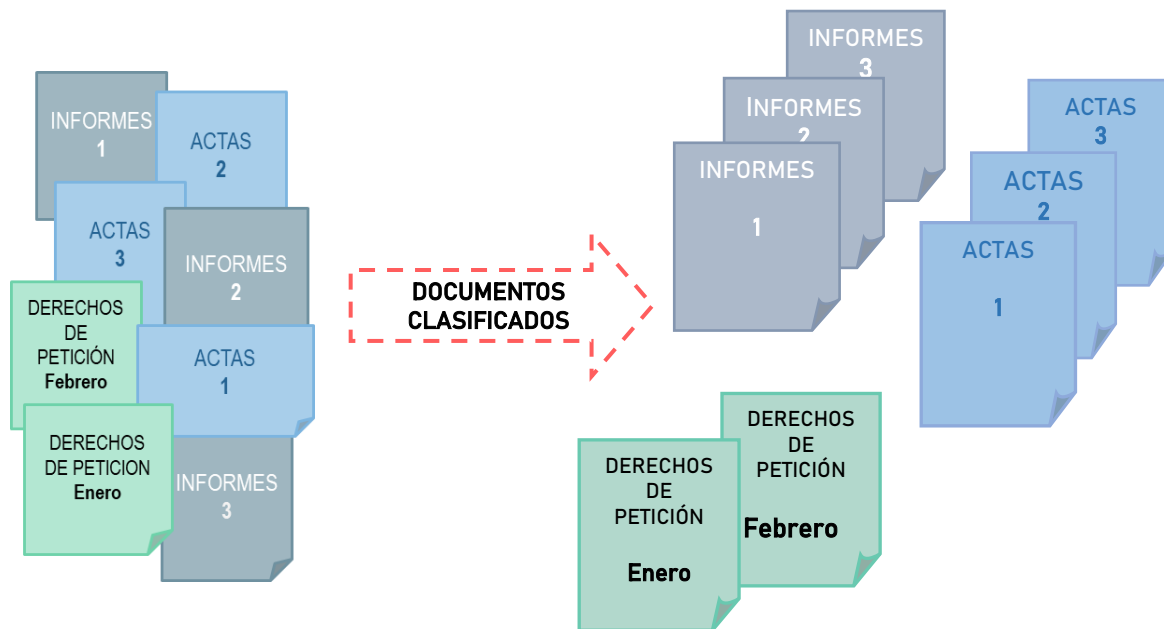 INFORMES
1
ACTAS
2
ACTAS
3
INFORMES
2
DERECHOS
DE
PETICIÓN
Febrero
ACTAS
1
DERECHOS
DE PETICION
Enero
INFORMES
3
DOCUMENTOS
CLASIFICADOS
INFORMES
3
INFORMES
2
INFORMES
1
ACTAS
3
ACTAS
2
ACTAS
1
DERECHOS
DE
PETICIÓN
Febrero
DERECHOS
DE
PETICIÓN
Enero